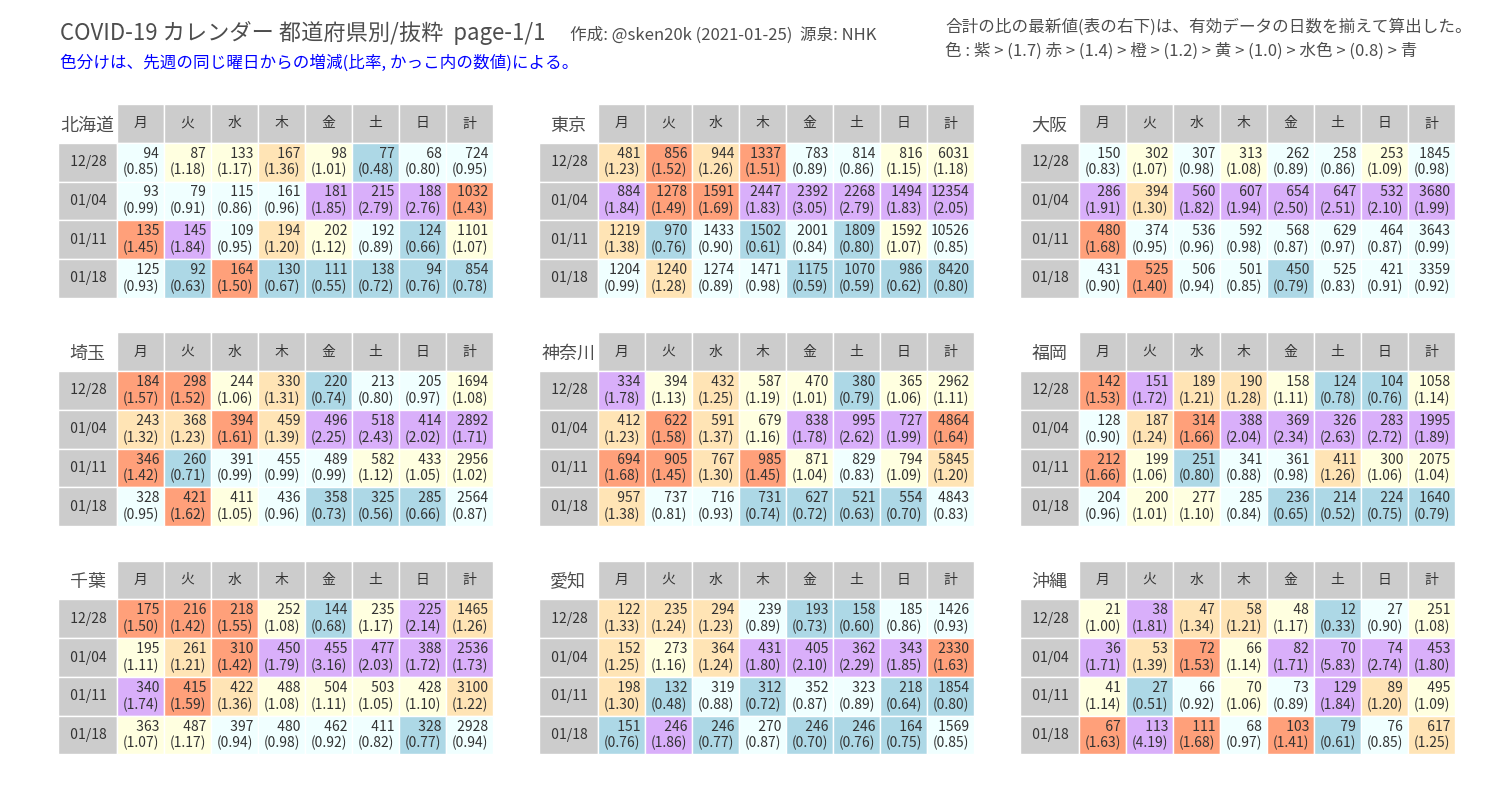 COVID-19 カレンダー 都道府県別/抜粋 page-1/1 作成: @sken20k (2021-01-25) 源泉: NHK
色分けは、先週の同じ曜日からの増減(比率, かっこ内の数値)による。
合計の比の最新値(表の右下)は、有効データの日数を揃えて算出した。
色 : 紫 > (1.7) 赤 > (1.4) > 橙 > (1.2) > 黄 > (1.0) > 水色 > (0.8) > 青
北海道 月 火 水 木 金 土 日 計
12/28 94 87 133 167 98 77 68 724
(0.85) (1.18) (1.17) (1.36) (1.01) (0.48) (0.80) (0.95)
01/04 93 79 115 161 181 215 188 1032
(0.99) (0.91) (0.86) (0.96) (1.85) (2.79) (2.76) (1.43)
01/11 135 145 109 194 202 192 124 1101
(1.45) (1.84) (0.95) (1.20) (1.12) (0.89) (0.66) (1.07)
01/18 125 92 164 130 111 138 94 854
(0.93) (0.63) (1.50) (0.67) (0.55) (0.72) (0.76) (0.78)
東京 月 火 水 木 金 土 日 計
12/28 481 856 944 1337 783 814 816 6031
(1.23) (1.52) (1.26) (1.51) (0.89) (0.86) (1.15) (1.18)
01/04 884 1278 1591 2447 2392 2268 1494 12354
(1.84) (1.49) (1.69) (1.83) (3.05) (2.79) (1.83) (2.05)
01/11 1219 970 1433 1502 2001 1809 1592 10526
(1.38) (0.76) (0.90) (0.61) (0.84) (0.80) (1.07) (0.85)
01/18 1204 1240 1274 1471 1175 1070 986 8420
(0.99) (1.28) (0.89) (0.98) (0.59) (0.59) (0.62) (0.80)
大阪 月 火 水 木 金 土 日 計
12/28 150 302 307 313 262 258 253 1845
(0.83) (1.07) (0.98) (1.08) (0.89) (0.86) (1.09) (0.98)
01/04 286 394 560 607 654 647 532 3680
(1.91) (1.30) (1.82) (1.94) (2.50) (2.51) (2.10) (1.99)
01/11 480 374 536 592 568 629 464 3643
(1.68) (0.95) (0.96) (0.98) (0.87) (0.97) (0.87) (0.99)
01/18 431 525 506 501 450 525 421 3359
(0.90) (1.40) (0.94) (0.85) (0.79) (0.83) (0.91) (0.92)
埼玉 月 火 水 木 金 土 日 計
12/28 184 298 244 330 220 213 205 1694
(1.57) (1.52) (1.06) (1.31) (0.74) (0.80) (0.97) (1.08)
01/04 243 368 394 459 496 518 414 2892
(1.32) (1.23) (1.61) (1.39) (2.25) (2.43) (2.02) (1.71)
01/11 346 260 391 455 489 582 433 2956
(1.42) (0.71) (0.99) (0.99) (0.99) (1.12) (1.05) (1.02)
01/18 328 421 411 436 358 325 285 2564
(0.95) (1.62) (1.05) (0.96) (0.73) (0.56) (0.66) (0.87)
神奈川 月 火 水 木 金 土 日 計
12/28 334 394 432 587 470 380 365 2962
(1.78) (1.13) (1.25) (1.19) (1.01) (0.79) (1.06) (1.11)
01/04 412 622 591 679 838 995 727 4864
(1.23) (1.58) (1.37) (1.16) (1.78) (2.62) (1.99) (1.64)
01/11 694 905 767 985 871 829 794 5845
(1.68) (1.45) (1.30) (1.45) (1.04) (0.83) (1.09) (1.20)
01/18 957 737 716 731 627 521 554 4843
(1.38) (0.81) (0.93) (0.74) (0.72) (0.63) (0.70) (0.83)
福岡 月 火 水 木 金 土 日 計
12/28 142 151 189 190 158 124 104 1058
(1.53) (1.72) (1.21) (1.28) (1.11) (0.78) (0.76) (1.14)
01/04 128 187 314 388 369 326 283 1995
(0.90) (1.24) (1.66) (2.04) (2.34) (2.63) (2.72) (1.89)
01/11 212 199 251 341 361 411 300 2075
(1.66) (1.06) (0.80) (0.88) (0.98) (1.26) (1.06) (1.04)
01/18 204 200 277 285 236 214 224 1640
(0.96) (1.01) (1.10) (0.84) (0.65) (0.52) (0.75) (0.79)
千葉 月 火 水 木 金 土 日 計
12/28 175 216 218 252 144 235 225 1465
(1.50) (1.42) (1.55) (1.08) (0.68) (1.17) (2.14) (1.26)
01/04 195 261 310 450 455 477 388 2536
(1.11) (1.21) (1.42) (1.79) (3.16) (2.03) (1.72) (1.73)
01/11 340 415 422 488 504 503 428 3100
(1.74) (1.59) (1.36) (1.08) (1.11) (1.05) (1.10) (1.22)
01/18 363 487 397 480 462 411 328 2928
(1.07) (1.17) (0.94) (0.98) (0.92) (0.82) (0.77) (0.94)
愛知 月 火 水 木 金 土 日 計
12/28 122 235 294 239 193 158 185 1426
(1.33) (1.24) (1.23) (0.89) (0.73) (0.60) (0.86) (0.93)
01/04 152 273 364 431 405 362 343 2330
(1.25) (1.16) (1.24) (1.80) (2.10) (2.29) (1.85) (1.63)
01/11 198 132 319 312 352 323 218 1854
(1.30) (0.48) (0.88) (0.72) (0.87) (0.89) (0.64) (0.80)
01/18 151 246 246 270 246 246 164 1569
(0.76) (1.86) (0.77) (0.87) (0.70) (0.76) (0.75) (0.85)
沖縄 月 火 水 木 金 土 日 計
12/28 21 38 47 58 48 12 27 251
(1.00) (1.81) (1.34) (1.21) (1.17) (0.33) (0.90) (1.08)
01/04 36 53 72 66 82 70 74 453
(1.71) (1.39) (1.53) (1.14) (1.71) (5.83) (2.74) (1.80)
01/11 41 27 66 70 73 129 89 495
(1.14) (0.51) (0.92) (1.06) (0.89) (1.84) (1.20) (1.09)
01/18 67 113 111 68 103 79 76 617
(1.63) (4.19) (1.68) (0.97) (1.41) (0.61) (0.85) (1.25)